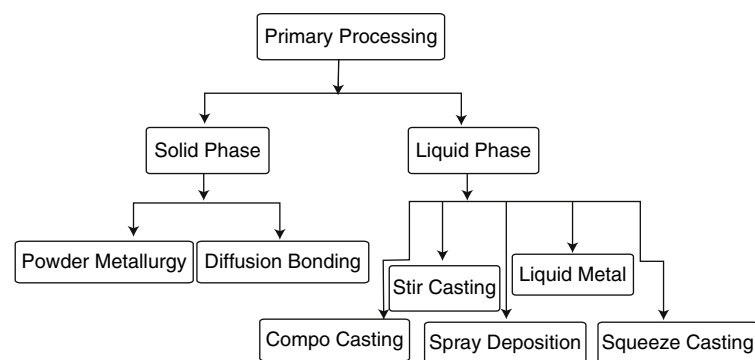 Primary Processing
Solid Phase
Liquid Phase
Powder Metallurgy
Diffusion Bonding
Stir Casting
Liquid Metal
Compo Casting
Spray Deposition
Squeeze Casting